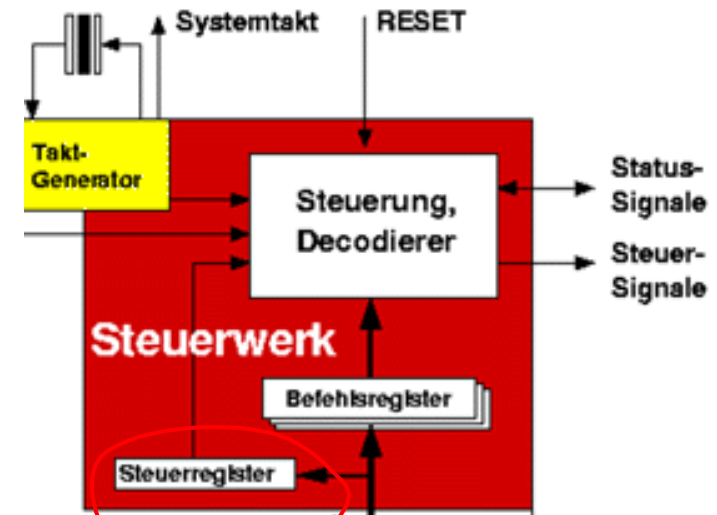 Systemtakt
RESET
Takt-
Generator
Steuerung,
Decodierer
Status-
Signale
Steuer-
Signale
Steuerwerk
Befehlsregister
Steuerregister